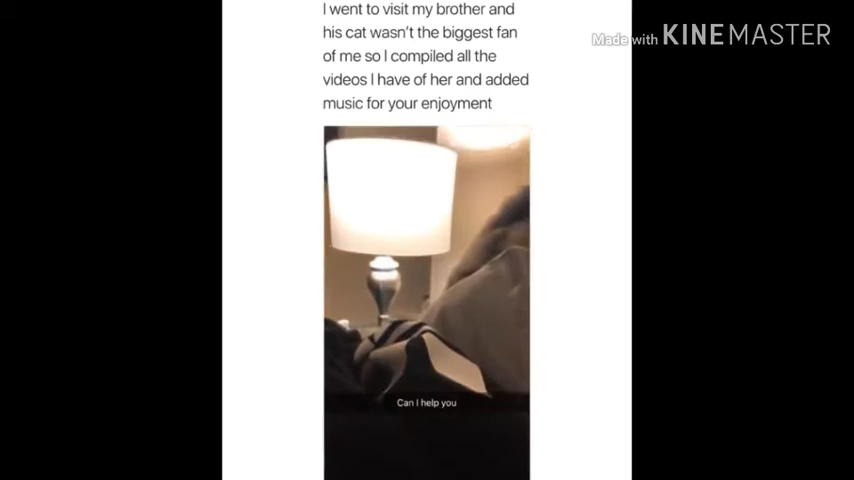 I went to visit my brother and
his cat wasn't the biggest fan
of me so I compiled all the
videos I have of her and added
music for your enjoyment
Made with KINEMASTER
Can I help you